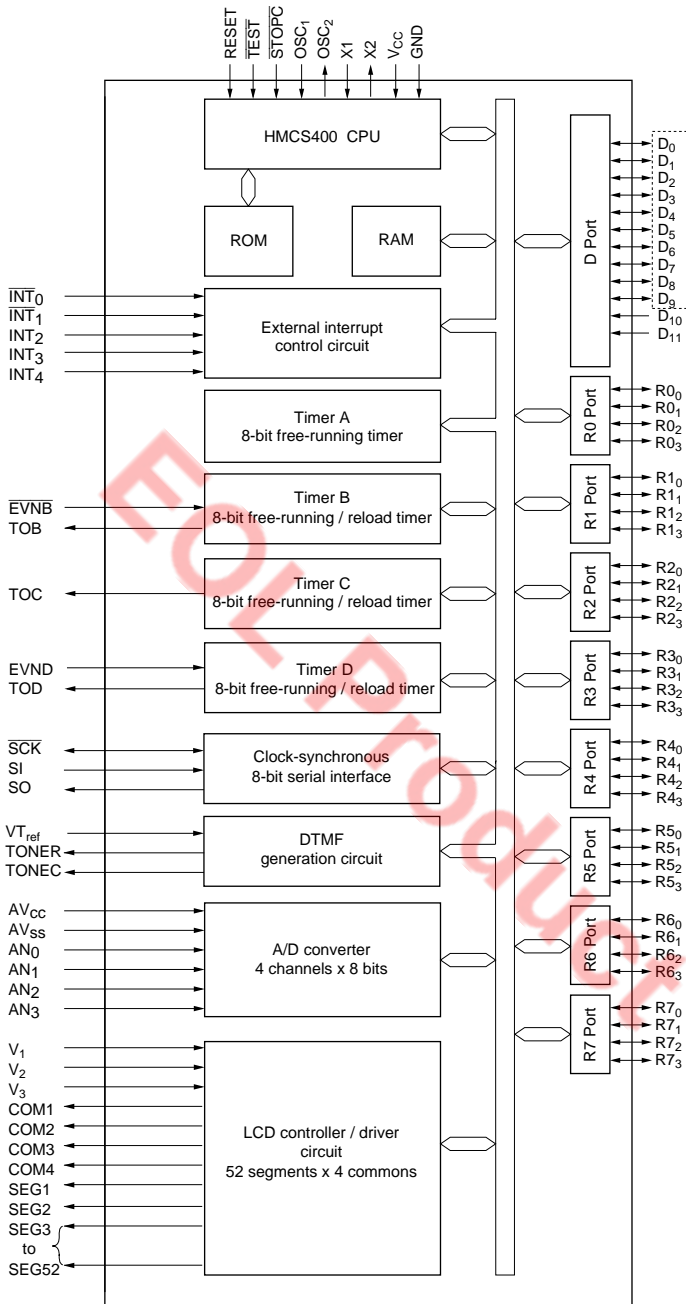 RESET
TEST
STOPC
OSC₁
OSC₂
X1
X2
VCC
GND
HMCS400 CPU
ROM
RAM
INT₀
INT₁
INT₂
INT₃
INT₄
External interrupt
control circuit
Timer A
8-bit free-running timer
EVNB
TOB
Timer B
8-bit free-running / reload timer
TOC
Timer C
8-bit free-running / reload timer
EVND
TOD
Timer D
8-bit free-running / reload timer
SCK
SI
SO
Clock-synchronous
8-bit serial interface
VTref
TONER
TONEC
DTMF
generation circuit
AVcc
AVss
AN₀
AN₁
AN₂
AN₃
A/D converter
4 channels x 8 bits
V₁
V₂
V₃
COM1
COM2
COM3
COM4
SEG1
SEG2
SEG3
to
SEG52
LCD controller / driver
circuit
52 segments x 4 commons
D Port
D₀
D₁
D₂
D₃
D₄
D₅
D₆
D₇
D₈
D₉
D₁₀
D₁₁
R0 Port
R0₀
R0₁
R0₂
R0₃
R1 Port
R1₀
R1₁
R1₂
R1₃
R2 Port
R2₀
R2₁
R2₂
R2₃
R3 Port
R3₀
R3₁
R3₂
R3₃
R4 Port
R4₀
R4₁
R4₂
R4₃
R5 Port
R5₀
R5₁
R5₂
R5₃
R6 Port
R6₀
R6₁
R6₂
R6₃
R7 Port
R7₀
R7₁
R7₂
R7₃
EOL Product